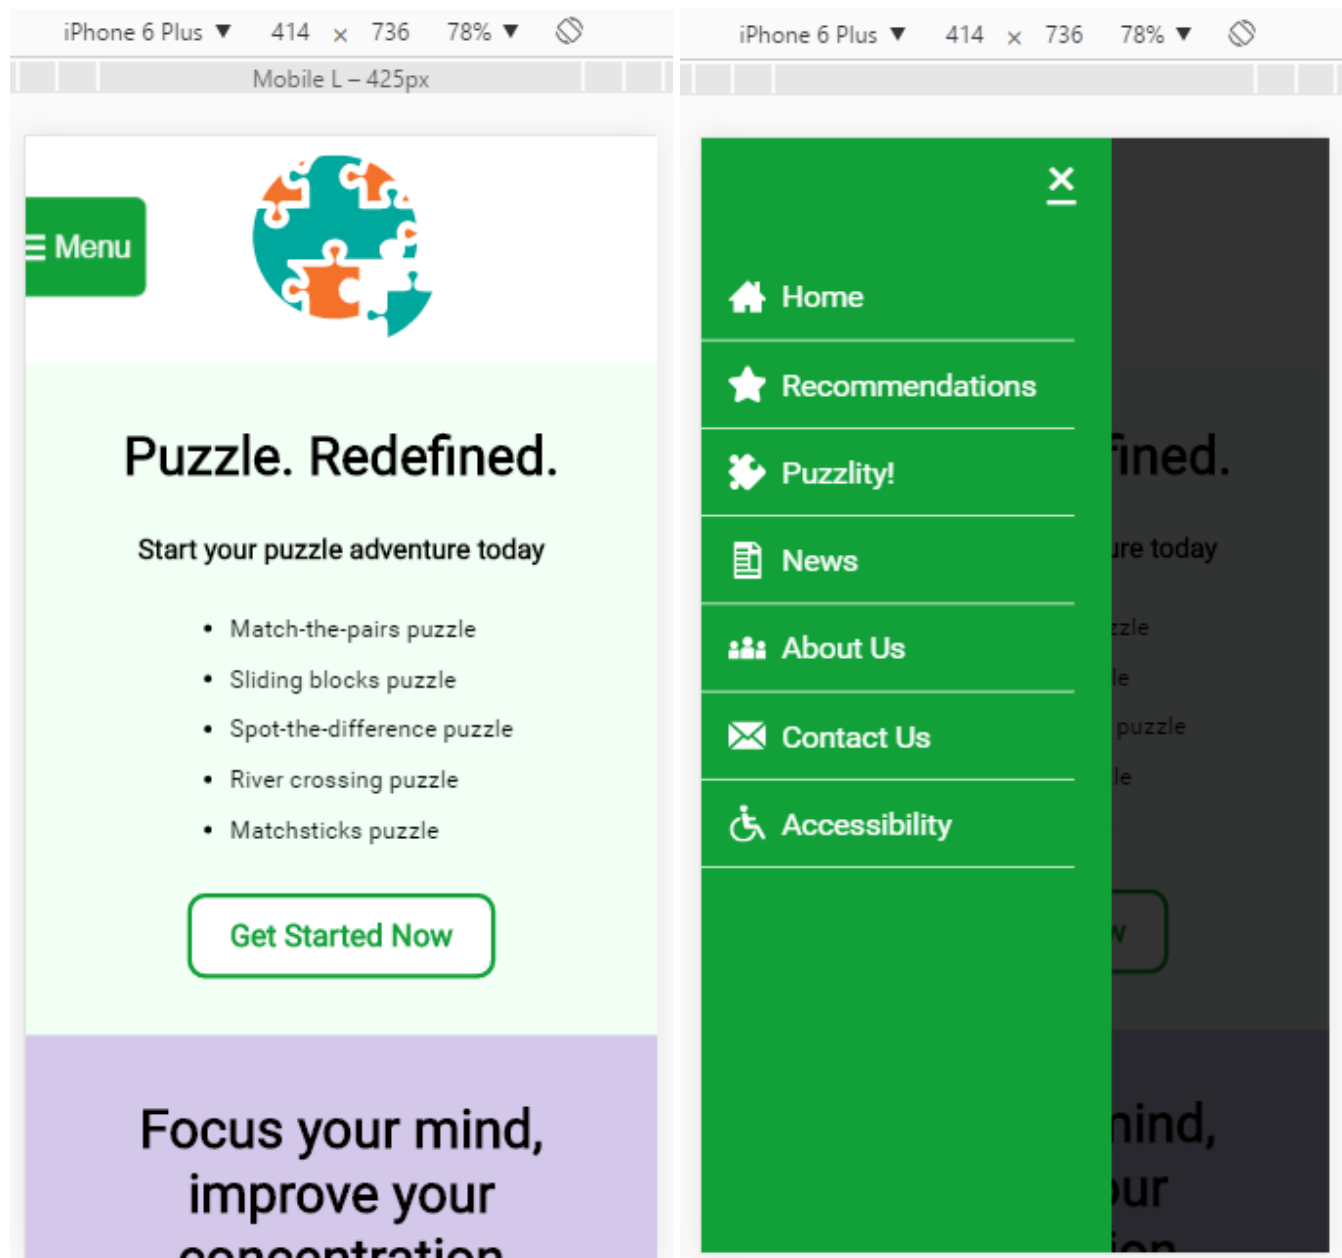 iPhone 6 Plus ▼ 414 × 736 78% ▼
Mobile L – 425px
☰ Menu
Puzzle. Redefined.
Start your puzzle adventure today
• Match-the-pairs puzzle
• Sliding blocks puzzle
• Spot-the-difference puzzle
• River crossing puzzle
• Matchsticks puzzle
Get Started Now
Focus your mind,
improve your
concentration
iPhone 6 Plus ▼ 414 × 736 78% ▼
×
Home
Recommendations
Puzzlity!
News
About Us
Contact Us
Accessibility
fined.
ure today
zzle
le
puzzle
le
w
mind,
our
ion